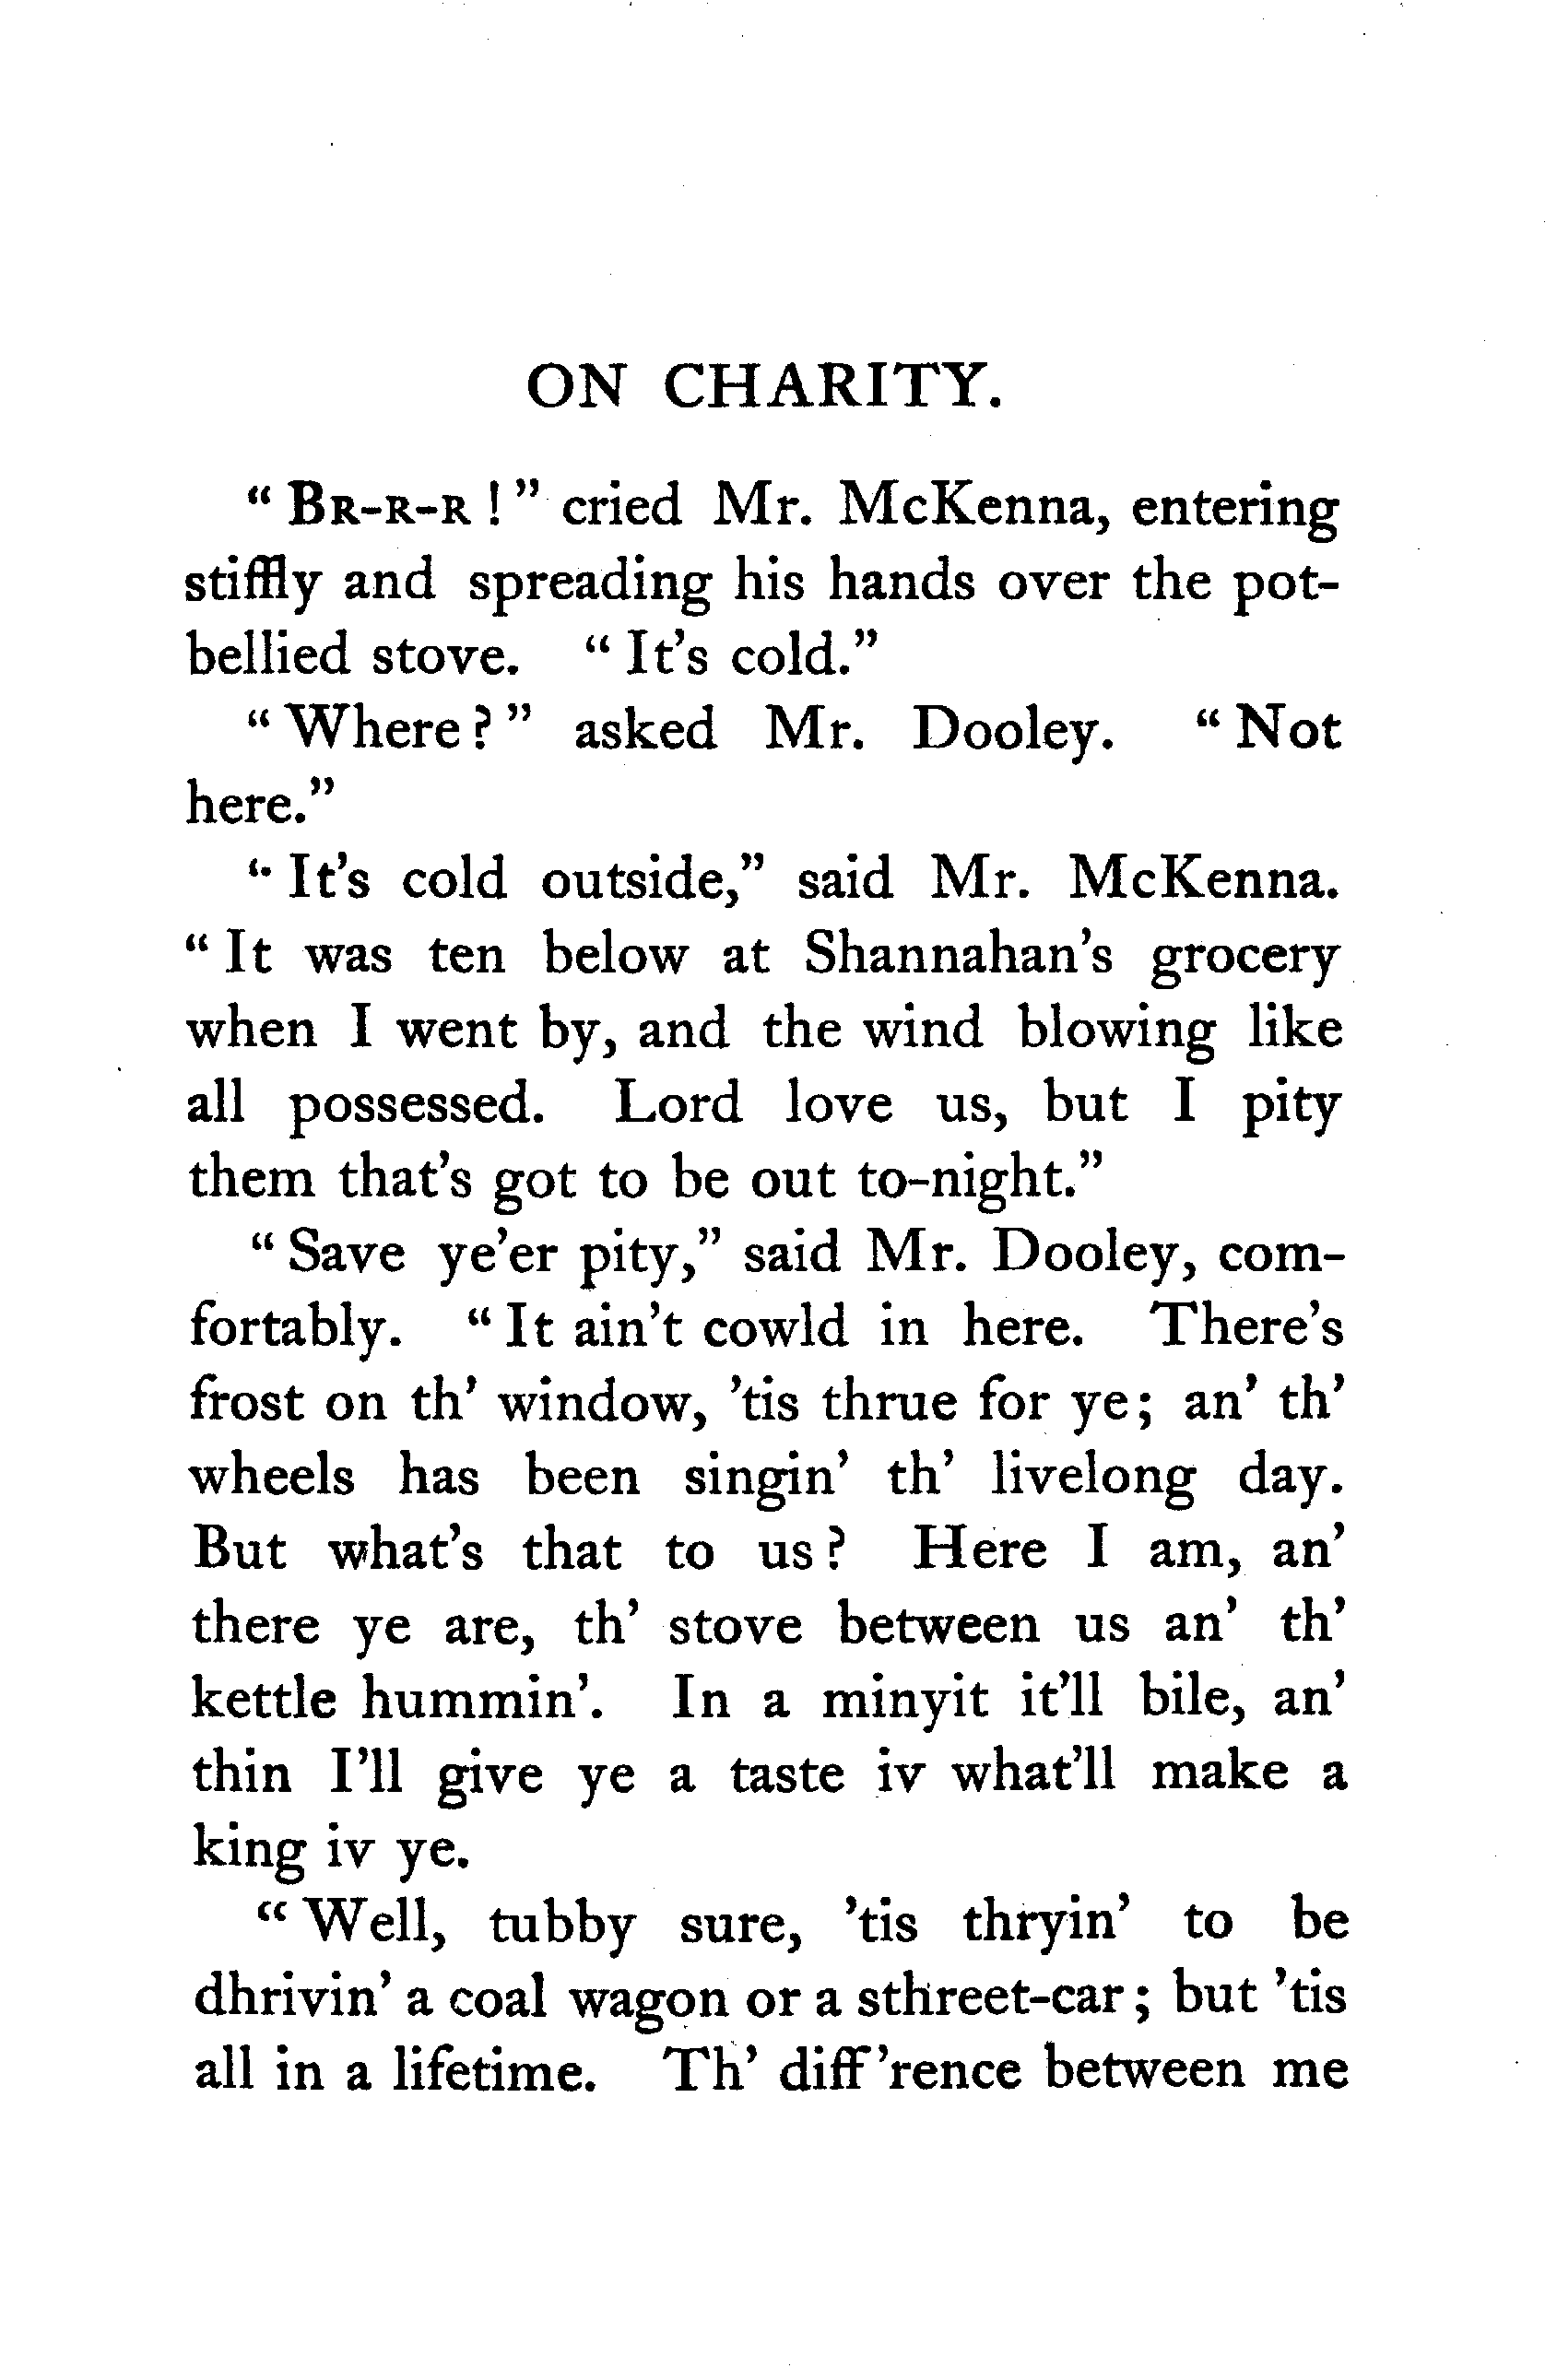 ON CHARITY.
“ BR-R-R ! ” cried Mr. McKenna, entering
stiffly and spreading his hands over the pot-
bellied stove. “ It’s cold.”
“ Where ? ” asked Mr. Dooley. “ Not
here.”
“ It’s cold outside,” said Mr. McKenna.
“ It was ten below at Shannahan’s grocery
when I went by, and the wind blowing like
all possessed. Lord love us, but I pity
them that’s got to be out to-night.”
“ Save ye’er pity,” said Mr. Dooley, com-
fortably. “ It ain’t cowld in here. There’s
frost on th’ window, ’tis thrue for ye ; an’ th’
wheels has been singin’ th’ livelong day.
But what’s that to us ? Here I am, an’
there ye are, th’ stove between us an’ th’
kettle hummin’. In a minyit it’ll bile, an’
thin I’ll give ye a taste iv what’ll make a
king iv ye.
“ Well, tubby sure, ’tis thryin’ to be
dhrivin’ a coal wagon or a sthreet-car ; but ’tis
all in a lifetime. Th’ diff’rence between me